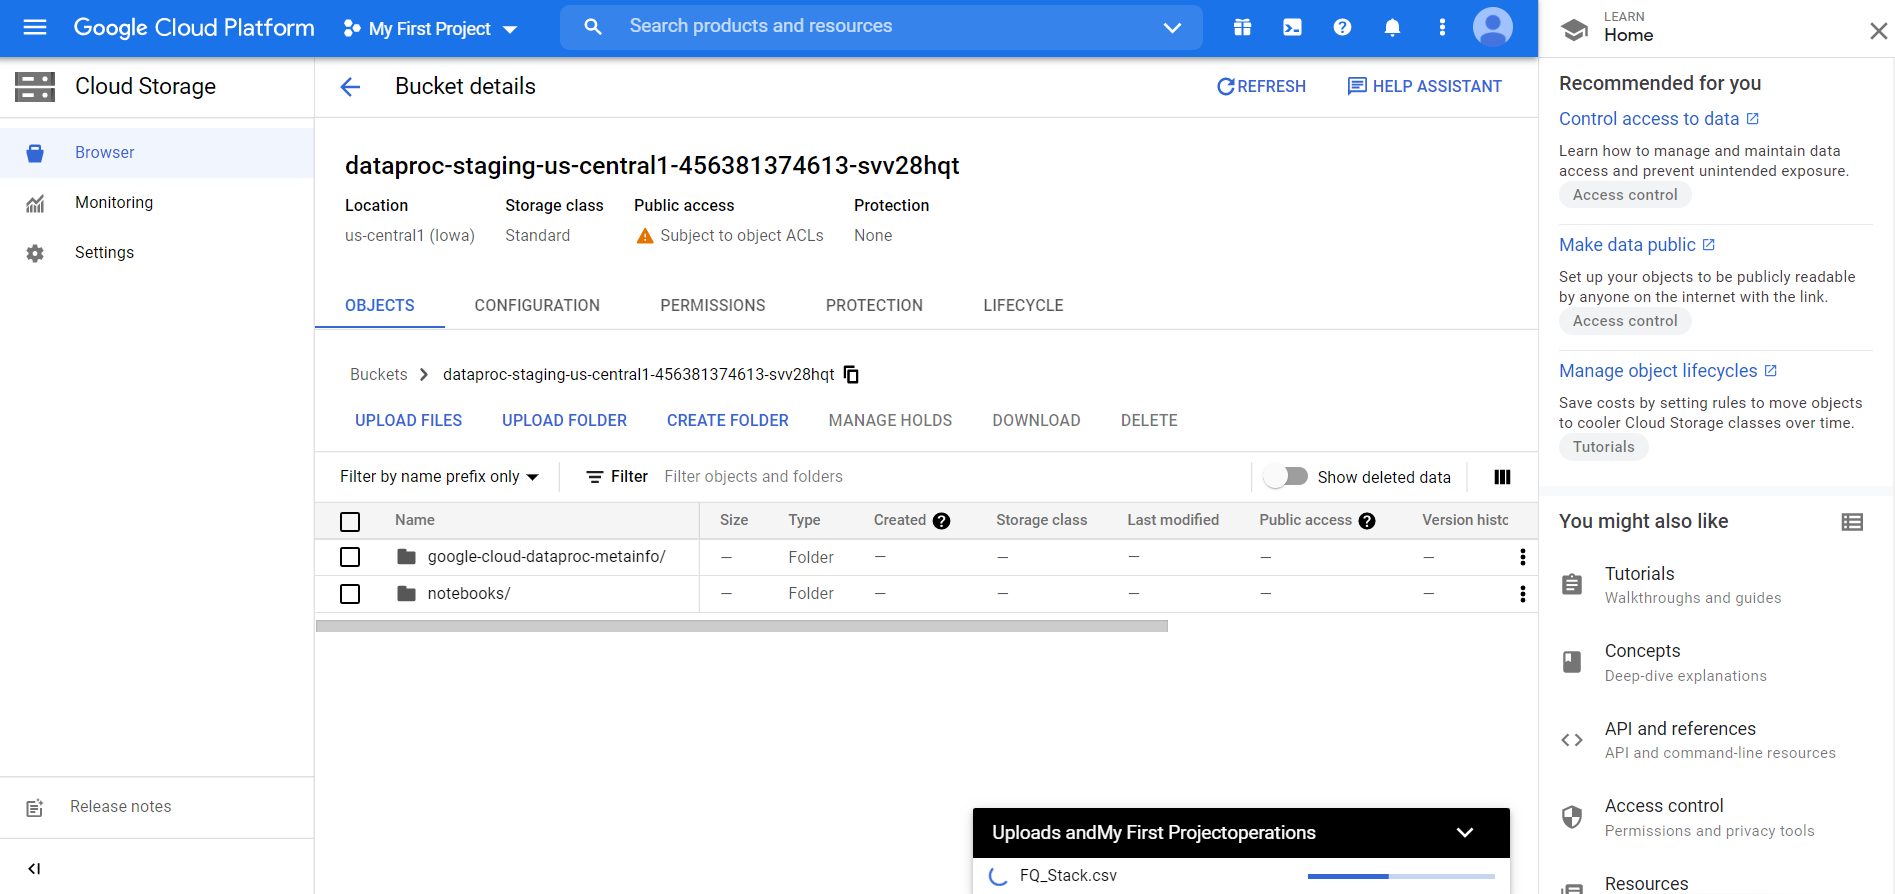 Google Cloud Platform
My First Project
Search products and resources
Cloud Storage
Browser
Monitoring
Settings
Release notes
Bucket details
REFRESH
HELP ASSISTANT
dataproc-staging-us-central1-456381374613-svv28hqt
Location Storage class Public access Protection
us-central1 (Iowa) Standard Subject to object ACLs None
OBJECTS CONFIGURATION PERMISSIONS PROTECTION LIFECYCLE
Buckets > dataproc-staging-us-central1-456381374613-svv28hqt
UPLOAD FILES UPLOAD FOLDER CREATE FOLDER MANAGE HOLDS DOWNLOAD DELETE
Filter by name prefix only Filter Filter objects and folders Show deleted data
Name Size Type Created Storage class Last modified Public access Version histo
google-cloud-dataproc-metainfo/ — Folder — — — — —
notebooks/ — Folder — — — — —
Uploads andMy First Projectoperations
FQ_Stack.csv
LEARN
Home
Recommended for you
Control access to data
Learn how to manage and maintain data
access and prevent unintended exposure.
Access control
Make data public
Set up your objects to be publicly readable
by anyone on the internet with the link.
Access control
Manage object lifecycles
Save costs by setting rules to move objects
to cooler Cloud Storage classes over time.
Tutorials
You might also like
Tutorials
Walkthroughs and guides
Concepts
Deep-dive explanations
API and references
API and command-line resources
Access control
Permissions and privacy tools
Resources